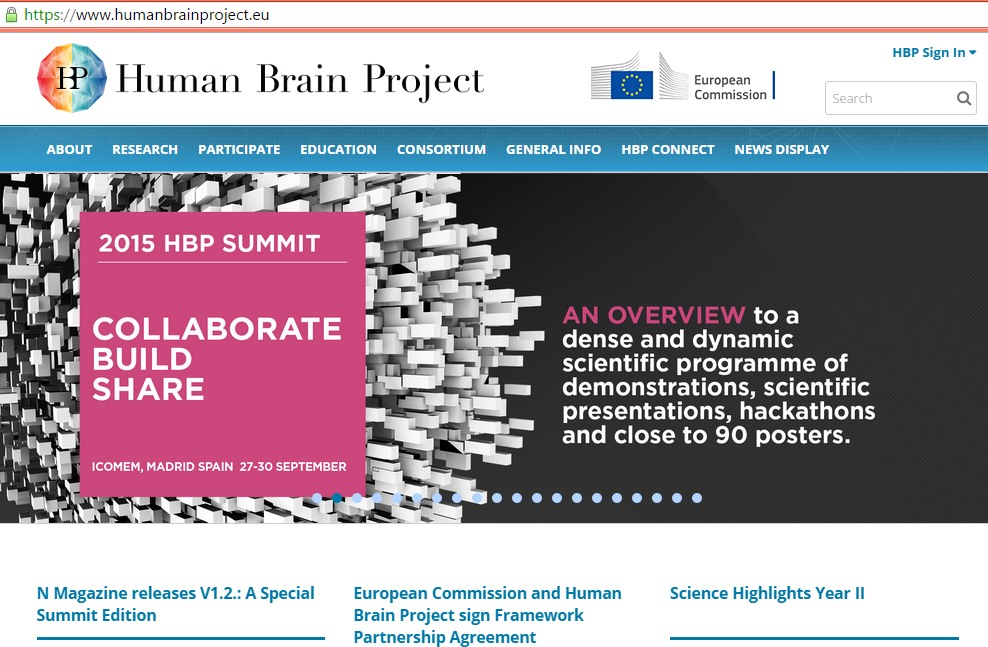 https://www.humanbrainproject.eu
HBP Sign In
HBP
Human Brain Project
European
Commission
Search
ABOUT RESEARCH PARTICIPATE EDUCATION CONSORTIUM GENERAL INFO HBP CONNECT NEWS DISPLAY
2015 HBP SUMMIT
COLLABORATE
BUILD
SHARE
ICOMEM, MADRID SPAIN 27-30 SEPTEMBER
AN OVERVIEW to a
dense and dynamic
scientific programme of
demonstrations, scientific
presentations, hackathons
and close to 90 posters.
N Magazine releases V1.2.: A Special
Summit Edition
European Commission and Human
Brain Project sign Framework
Partnership Agreement
Science Highlights Year II